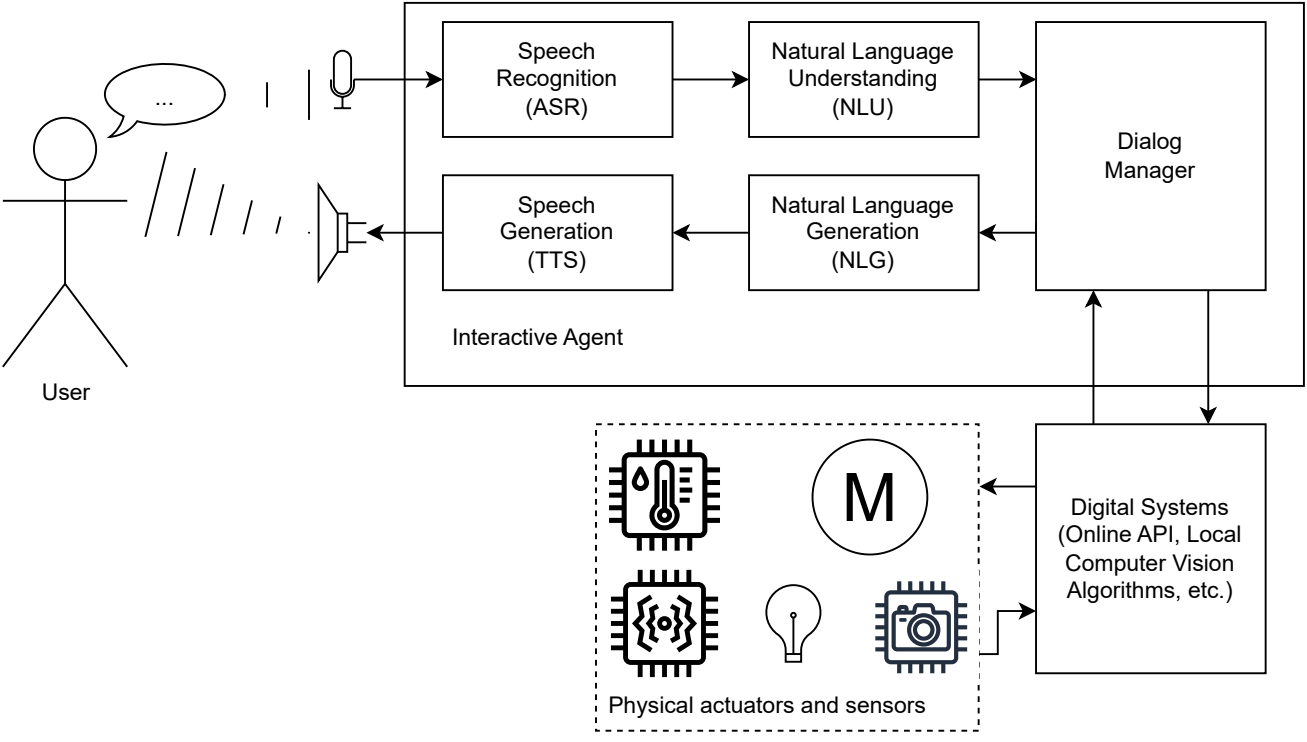 ...
User
Speech
Recognition
(ASR)
Natural Language
Understanding
(NLU)
Dialog
Manager
Speech
Generation
(TTS)
Natural Language
Generation
(NLG)
Interactive Agent
M
Physical actuators and sensors
Digital Systems
(Online API, Local
Computer Vision
Algorithms, etc.)